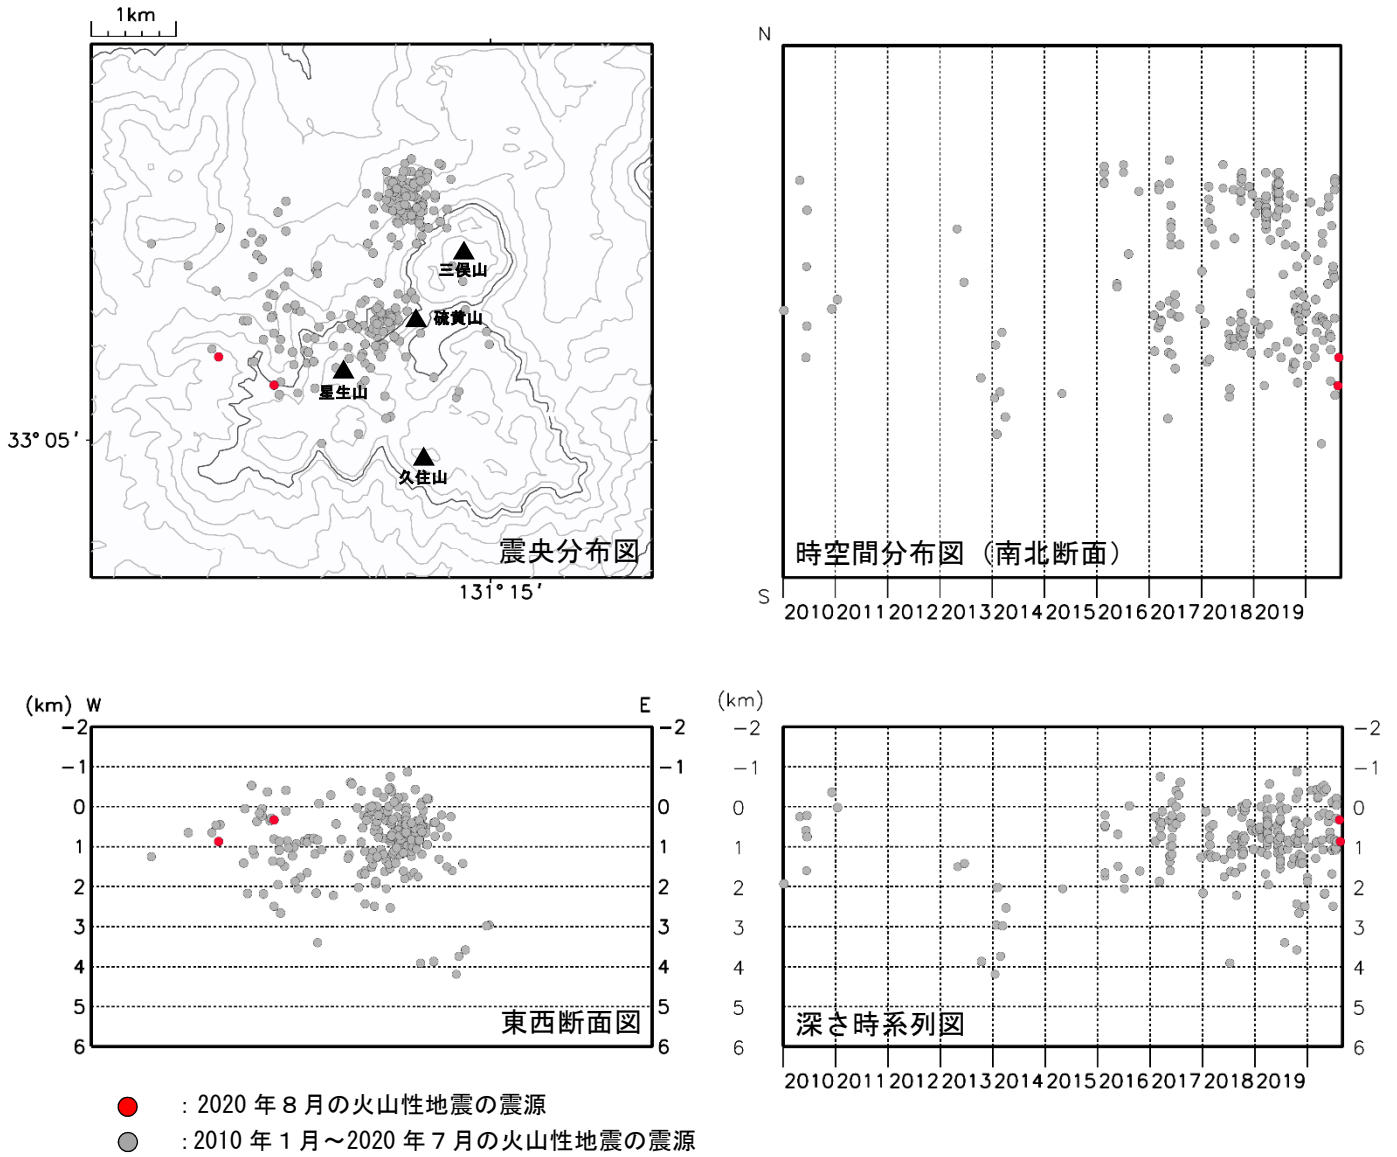 1km
三俣山
硫黄山
星生山
久住山
33°05′
震央分布図
131°15′
N
時空間分布図（南北断面）
S
2010 2011 2012 2013 2014 2015 2016 2017 2018 2019
(km) W E
-2 -2
-1 -1
0 0
1 1
2 2
3 3
4 4
5 5
東西断面図
6 6
(km)
-2 -2
-1 -1
0 0
1 1
2 2
3 3
4 4
5 5
深さ時系列図
6 6
2010 2011 2012 2013 2014 2015 2016 2017 2018 2019
：2020 年８月の火山性地震の震源
：2010 年１月～2020 年７月の火山性地震の震源